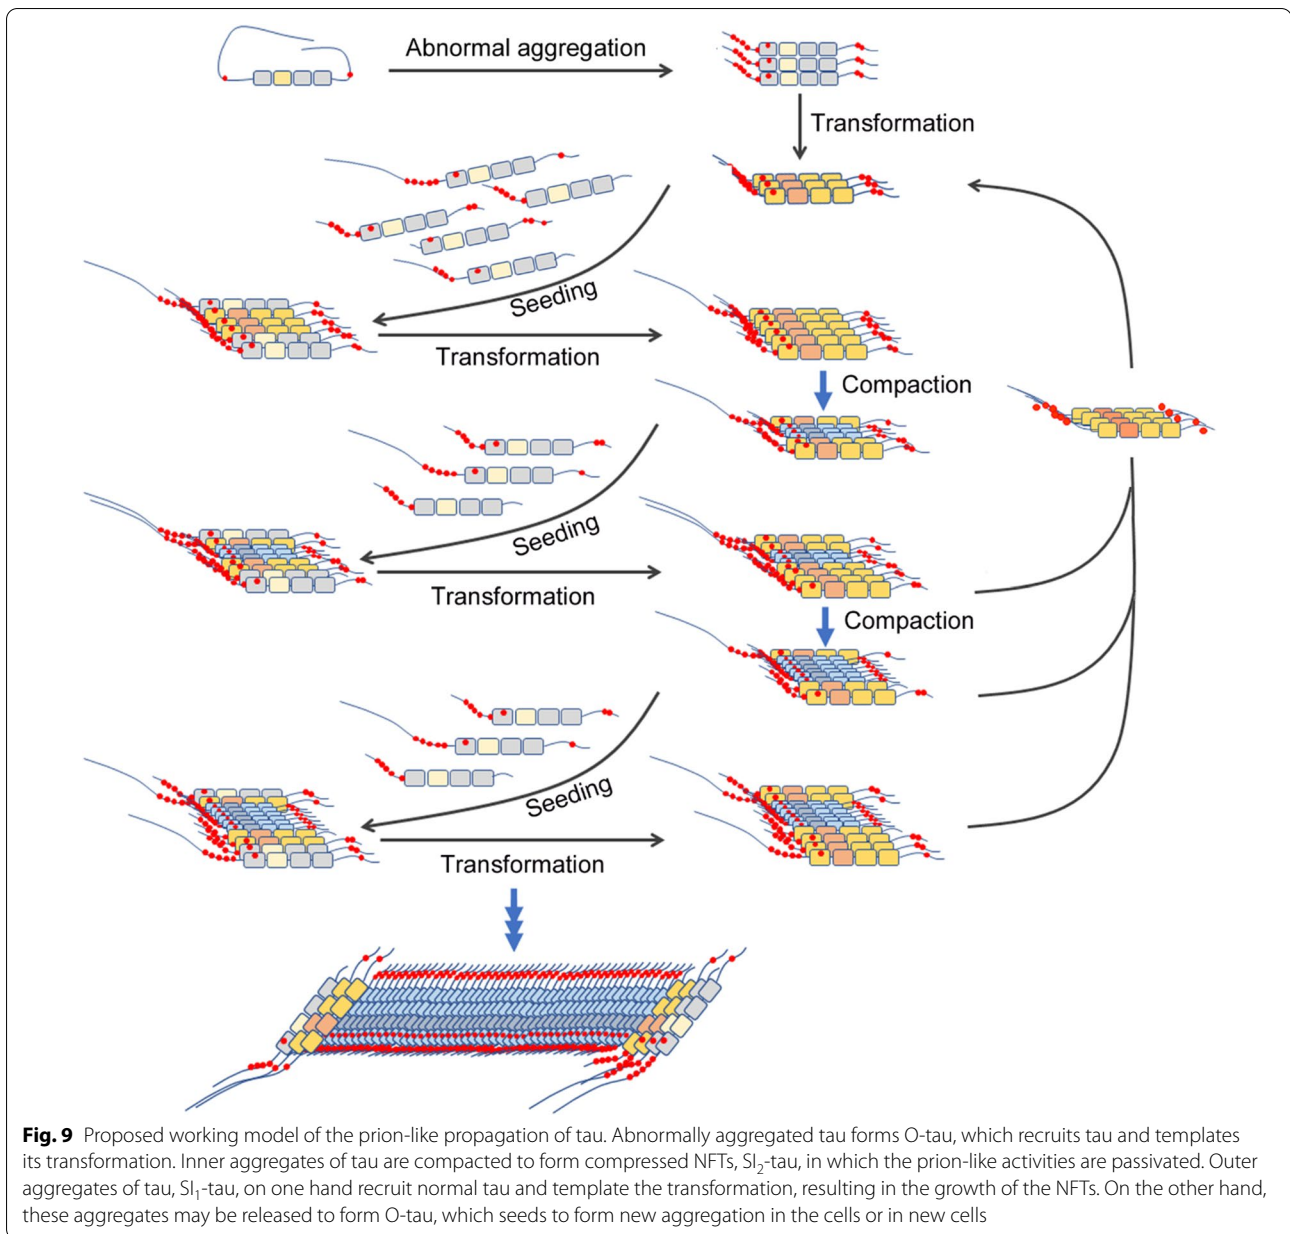 Abnormal aggregation
Transformation
Seeding
Transformation
Compaction
Seeding
Transformation
Compaction
Seeding
Transformation
Fig. 9 Proposed working model of the prion-like propagation of tau. Abnormally aggregated tau forms O-tau, which recruits tau and templates
its transformation. Inner aggregates of tau are compacted to form compressed NFTs, SI₂-tau, in which the prion-like activities are passivated. Outer
aggregates of tau, SI₁-tau, on one hand recruit normal tau and template the transformation, resulting in the growth of the NFTs. On the other hand,
these aggregates may be released to form O-tau, which seeds to form new aggregation in the cells or in new cells